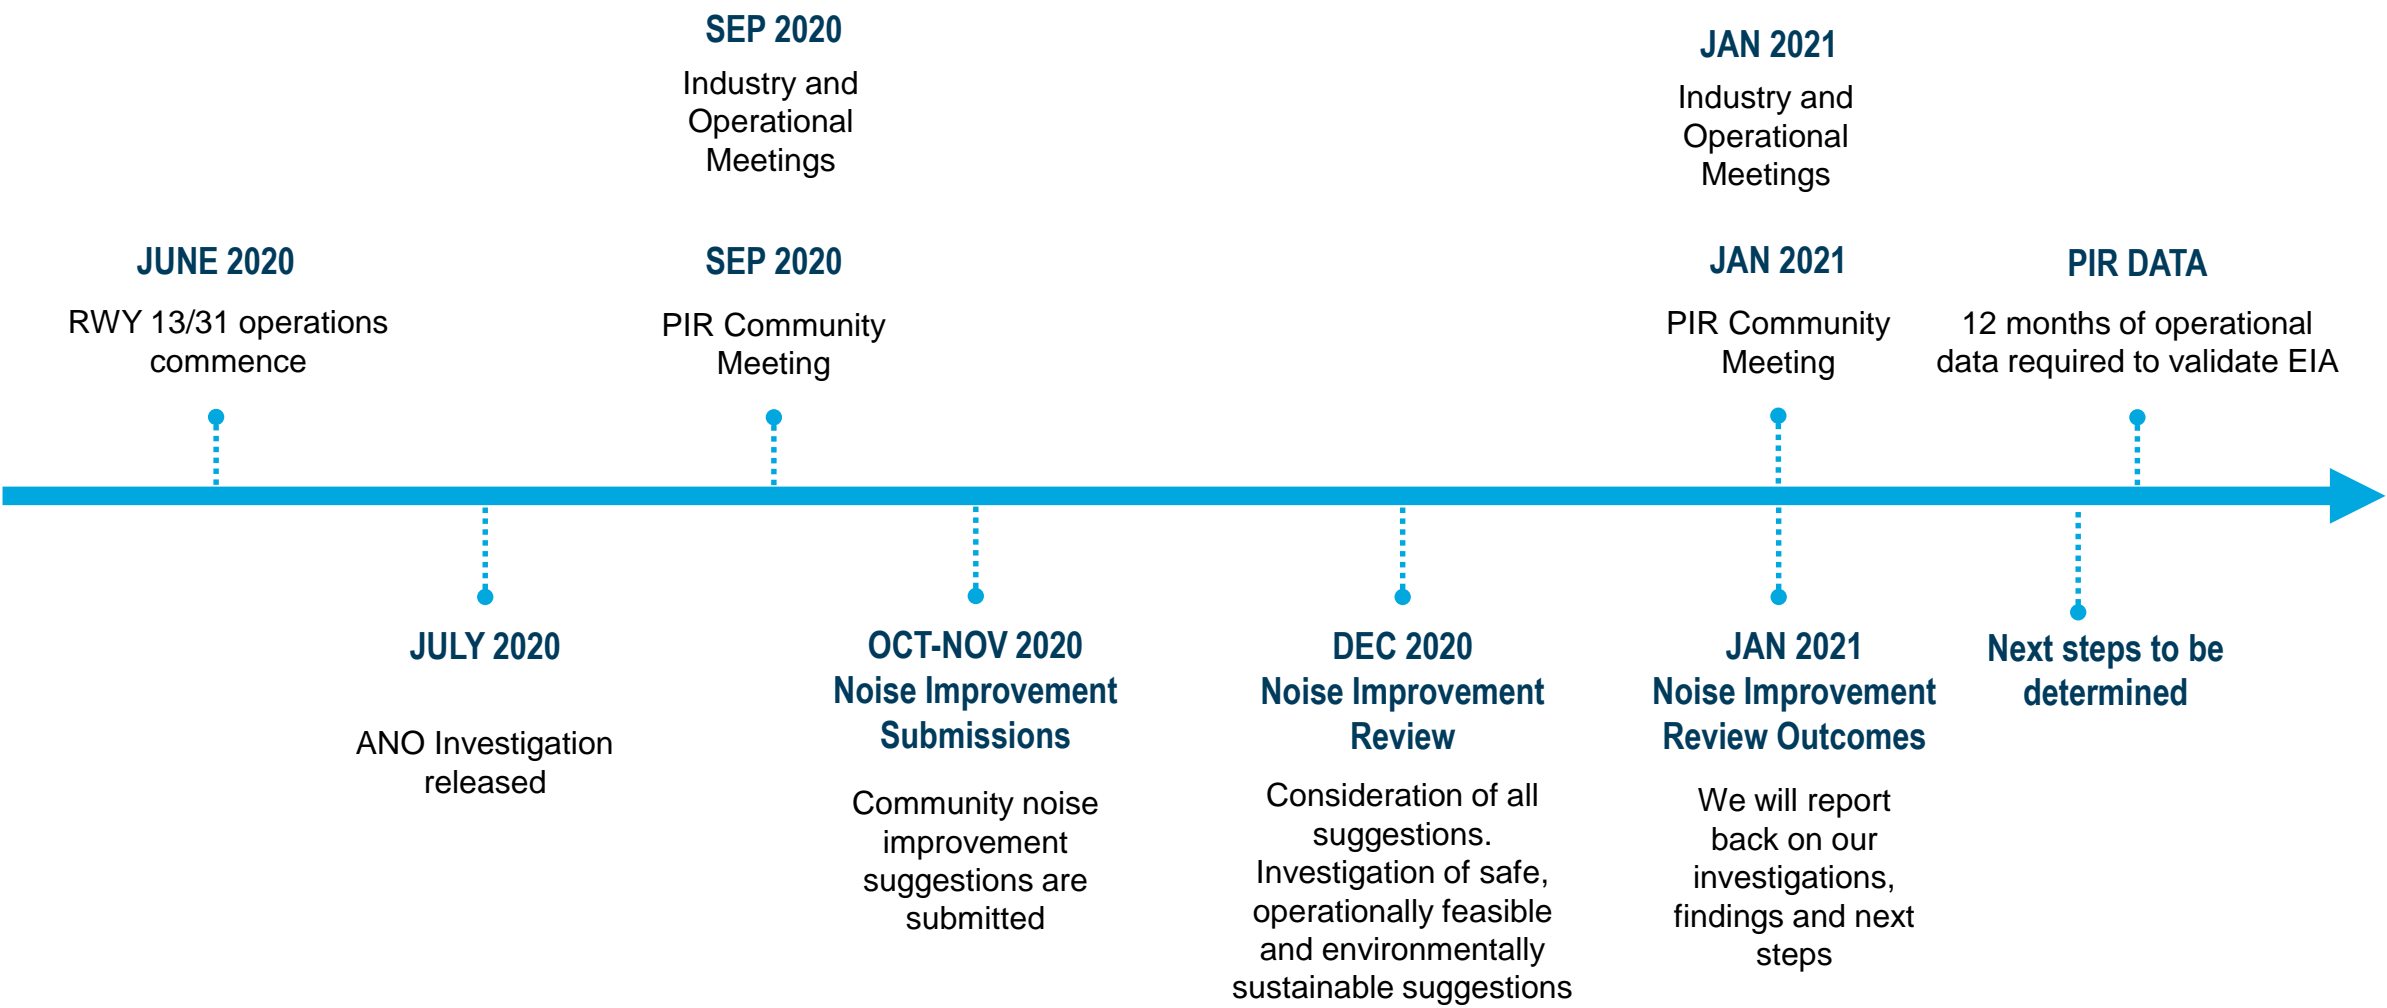 SEP 2020
Industry and
Operational
Meetings
JAN 2021
Industry and
Operational
Meetings
JUNE 2020
RWY 13/31 operations
commence
SEP 2020
PIR Community
Meeting
JAN 2021
PIR Community
Meeting
PIR DATA
12 months of operational
data required to validate EIA
JULY 2020
ANO Investigation
released
OCT-NOV 2020
Noise Improvement
Submissions
Community noise
improvement
suggestions are
submitted
DEC 2020
Noise Improvement
Review
Consideration of all
suggestions.
Investigation of safe,
operationally feasible
and environmentally
sustainable suggestions
JAN 2021
Noise Improvement
Review Outcomes
We will report
back on our
investigations,
findings and next
steps
Next steps to be
determined